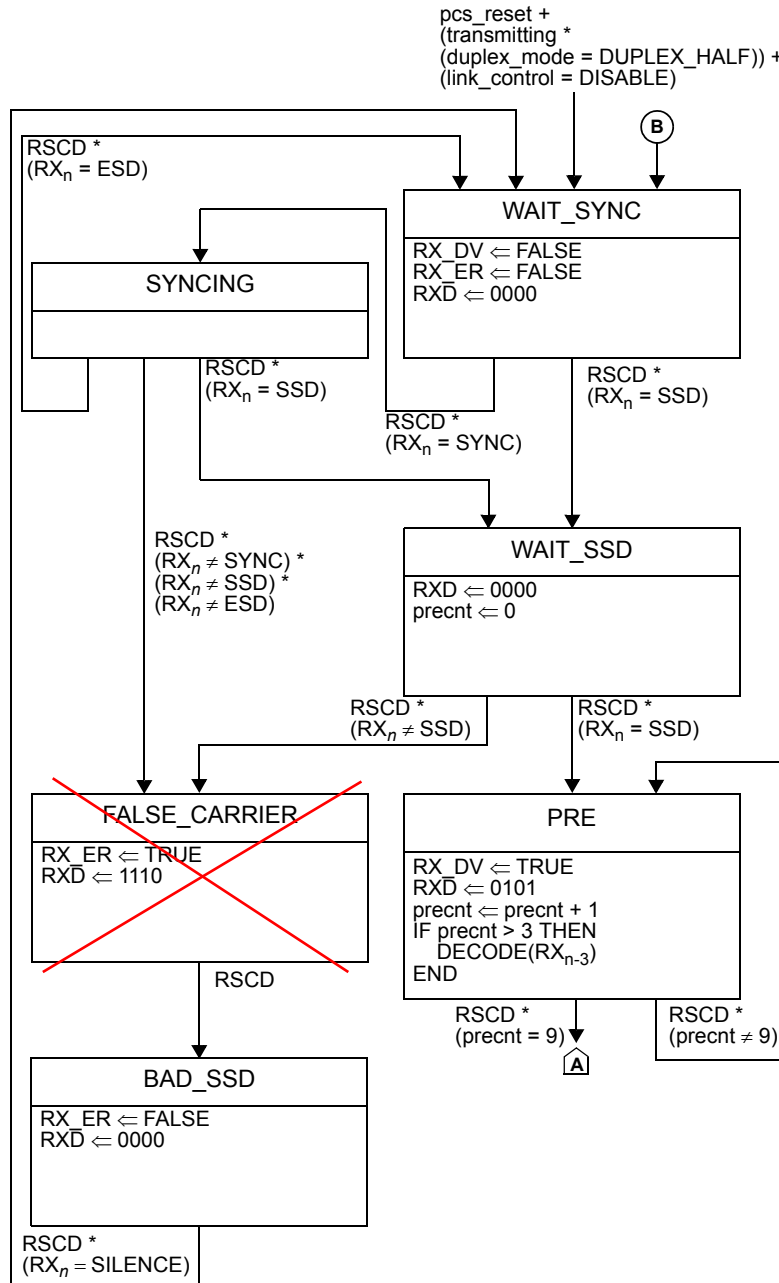 pcs_reset +
(transmitting *
(duplex_mode = DUPLEX_HALF)) +
(link_control = DISABLE)
B
RSCD *
(RXn = ESD)
WAIT_SYNC
RX_DV ⇐ FALSE
RX_ER ⇐ FALSE
RXD ⇐ 0000
SYNCING
RSCD *
(RXn = SSD)
RSCD *
(RXn = SYNC)
RSCD *
(RXn = SSD)
RSCD *
(RXn ≠ SYNC) *
(RXn ≠ SSD) *
(RXn ≠ ESD)
WAIT_SSD
RXD ⇐ 0000
precnt ⇐ 0
RSCD *
(RXn ≠ SSD)
RSCD *
(RXn = SSD)
FALSE_CARRIER
RX_ER ⇐ TRUE
RXD ⇐ 1110
RSCD
PRE
RX_DV ⇐ TRUE
RXD ⇐ 0101
precnt ⇐ precnt + 1
IF precnt > 3 THEN
DECODE(RXn-3)
END
RSCD *
(precnt = 9)
RSCD *
(precnt ≠ 9)
A
BAD_SSD
RX_ER ⇐ FALSE
RXD ⇐ 0000
RSCD *
(RXn = SILENCE)